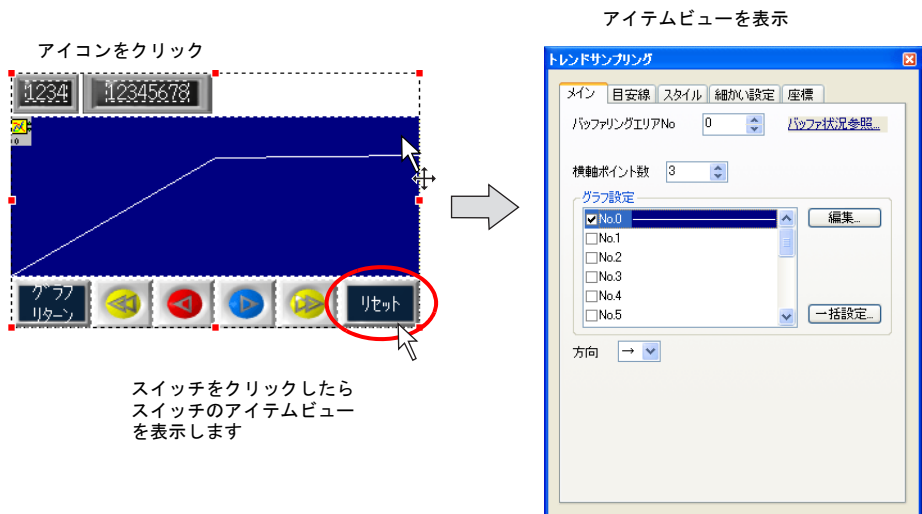 アイテムビューを表示
アイコンをクリック
1234
12345678
0
グラフ
リターン
リセット
スイッチをクリックしたら
スイッチのアイテムビュー
を表示します
トレンドサンプリング
メイン 目安線 スタイル 細かい設定 座標
バッファリングエリアNo 0 バッファ状況参照...
横軸ポイント数 3
グラフ設定
No.0
No.1
No.2
No.3
No.4
No.5
編集...
一括設定...
方向 →